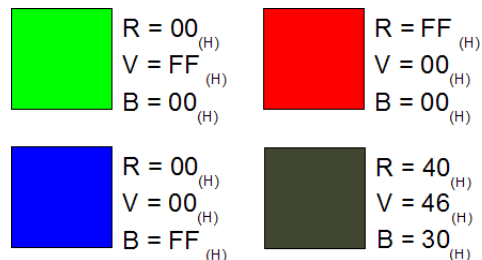 R = 00(H)
V = FF (H)
B = 00(H)
R = FF (H)
V = 00(H)
B = 00(H)
R = 00(H)
V = 00(H)
B = FF (H)
R = 40(H)
V = 46(H)
B = 30(H)